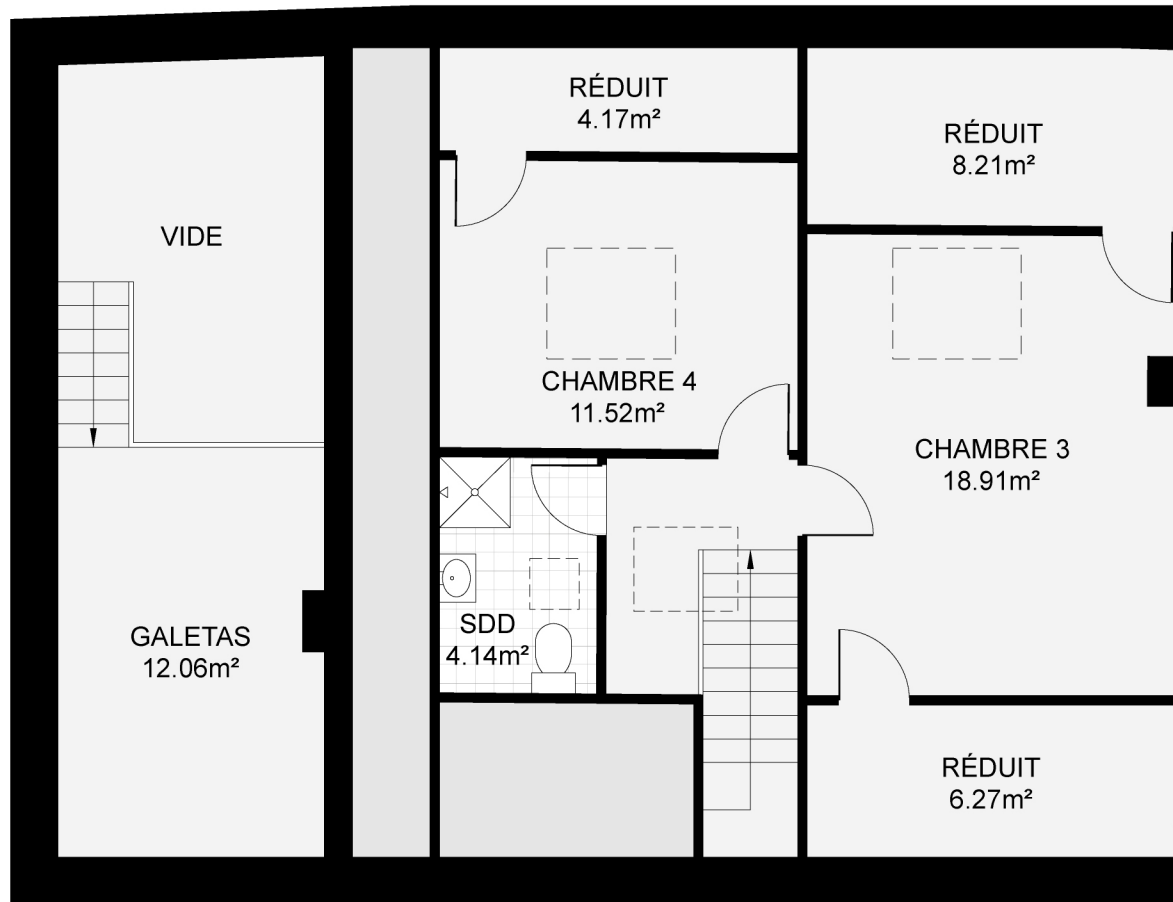 RÉDUIT
4.17m²
RÉDUIT
8.21m²
VIDE
CHAMBRE 4
11.52m²
CHAMBRE 3
18.91m²
GALETAS
12.06m²
SDD
4.14m²
RÉDUIT
6.27m²